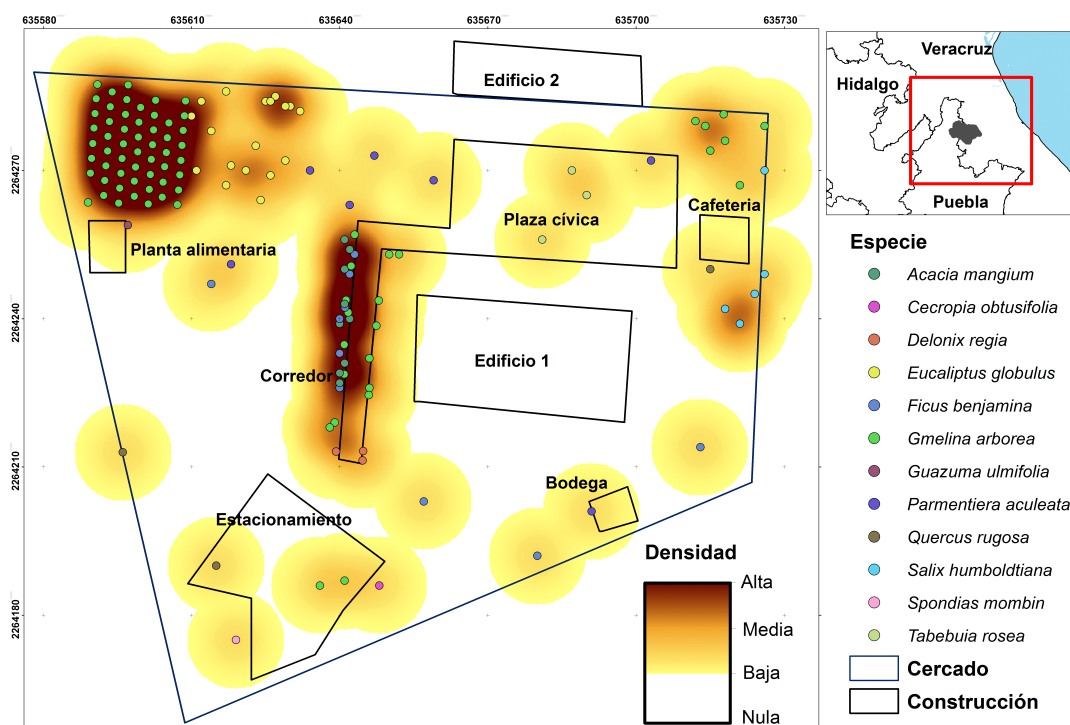 635580 635610 635640 635670 635700 635730
2264270
2264240
2264210
2264180
Edificio 2
Plaza cívica
Cafeteria
Planta alimentaria
Edificio 1
Corredor
Bodega
Estacionamiento
Densidad
Alta
Media
Baja
Nula
Veracruz
Hidalgo
Puebla
Especie
Acacia mangium
Cecropia obtusifolia
Delonix regia
Eucaliptus globulus
Ficus benjamina
Gmelina arborea
Guazuma ulmifolia
Parmentiera aculeata
Quercus rugosa
Salix humboldtiana
Spondias mombin
Tabebuia rosea
Cercado
Construcción